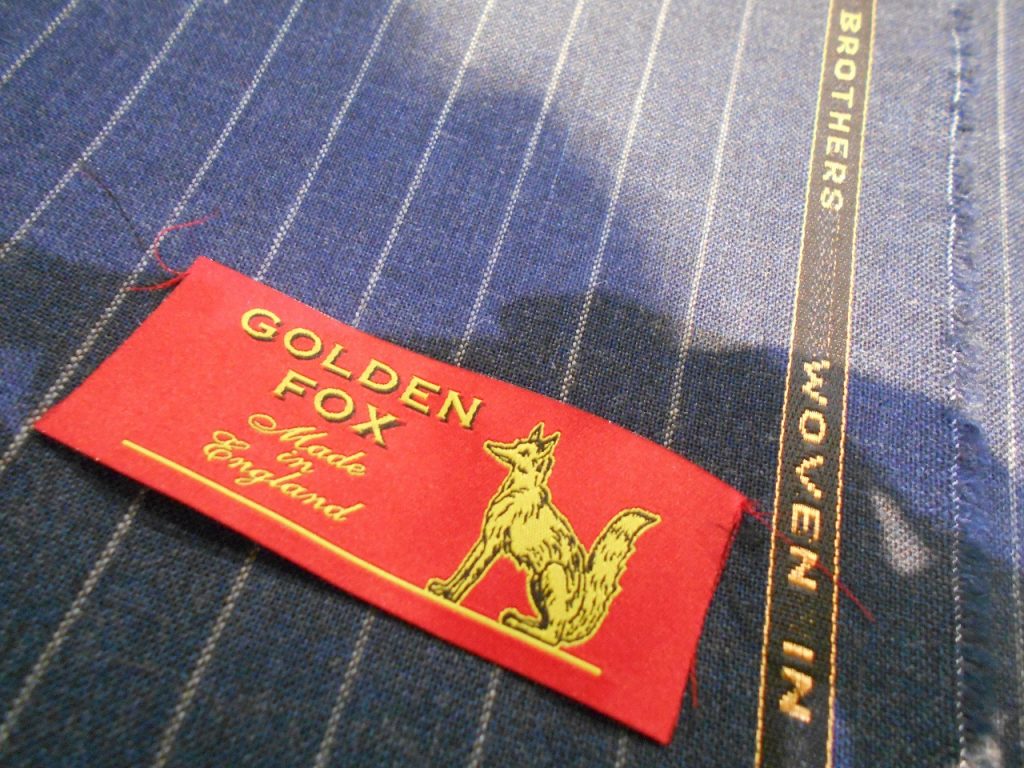 GOLDEN
FOX
Made
in
England
BROTHERS WOVEN IN